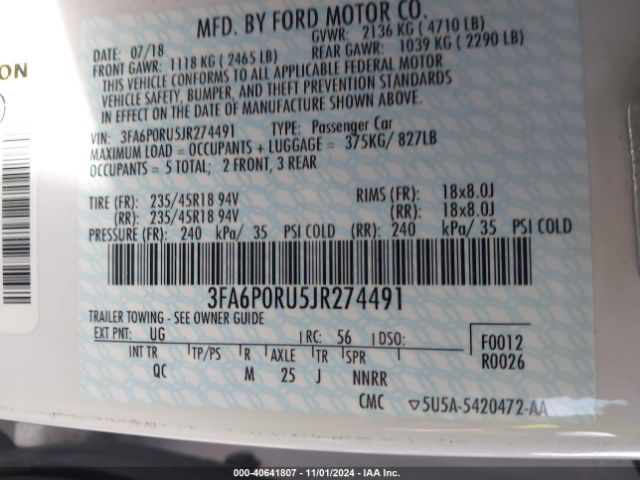 MFD. BY FORD MOTOR CO.
DATE: 07/18
GVWR: 2136 KG ( 4710 LB)
FRONT GAWR: 1118 KG ( 2465 LB)
REAR GAWR: 1039 KG ( 2290 LB)
THIS VEHICLE CONFORMS TO ALL APPLICABLE FEDERAL MOTOR
VEHICLE SAFETY, BUMPER, AND THEFT PREVENTION STANDARDS
IN EFFECT ON THE DATE OF MANUFACTURE SHOWN ABOVE.
VIN: 3FA6P0RU5JR274491 TYPE: Passenger Car
MAXIMUM LOAD = OCCUPANTS + LUGGAGE = 375KG/ 827LB
OCCUPANTS = 5 TOTAL; 2 FRONT, 3 REAR
TIRE (FR): 235/45R18 94V RIMS (FR): 18x8.0J
(RR): 235/45R18 94V (RR): 18x8.0J
PRESSURE (FR): 240 kPa/ 35 PSI COLD (RR): 240 kPa/ 35 PSI COLD
3FA6P0RU5JR274491
TRAILER TOWING - SEE OWNER GUIDE
EXT PNT: UG RC: 56 DSO:
F0012
R0026
INT TR TP/PS R AXLE TR SPR
QC M 25 J NNRR
CMC ▽5U5A-5420472-AA
ON
000-40641807 - 11/01/2024 - IAA Inc.